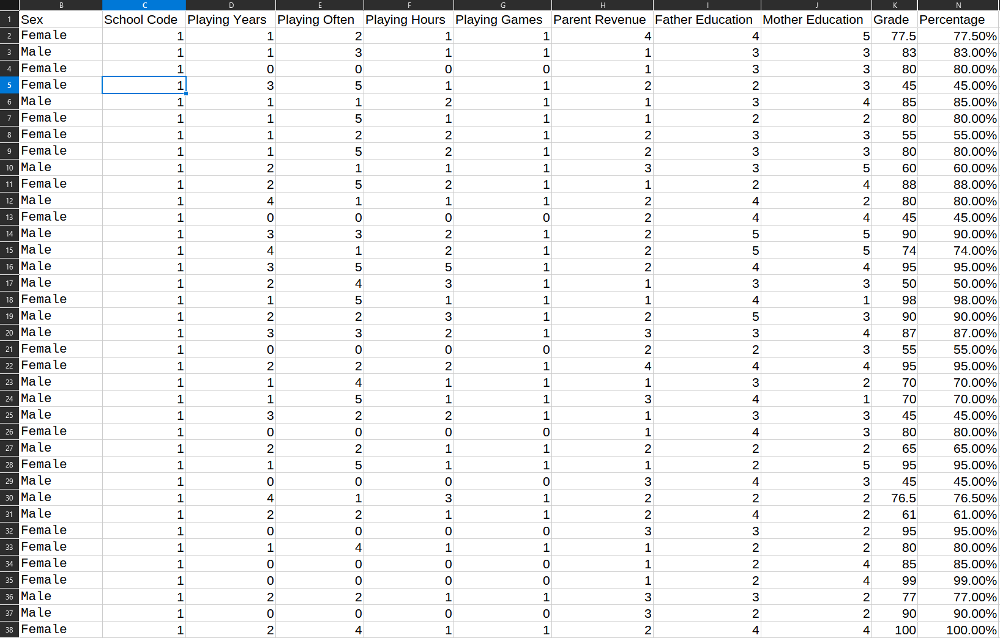 B C D E F G H I J K N
1 Sex School Code Playing Years Playing Often Playing Hours Playing Games Parent Revenue Father Education Mother Education Grade Percentage
2 Female 1 1 2 1 1 4 4 5 77.5 77.50%
3 Male 1 1 3 1 1 1 3 3 83 83.00%
4 Female 1 0 0 0 0 1 3 3 80 80.00%
5 Female 1 3 5 1 1 2 2 3 45 45.00%
6 Male 1 1 1 2 1 1 3 4 85 85.00%
7 Female 1 1 5 1 1 1 2 2 80 80.00%
8 Female 1 1 2 2 1 2 3 3 55 55.00%
9 Female 1 1 5 2 1 2 3 3 80 80.00%
10 Male 1 2 1 1 1 3 3 5 60 60.00%
11 Female 1 2 5 2 1 1 2 4 88 88.00%
12 Male 1 4 1 1 1 2 4 2 80 80.00%
13 Female 1 0 0 0 0 2 4 4 45 45.00%
14 Male 1 3 3 2 1 2 5 5 90 90.00%
15 Male 1 4 1 2 1 2 5 5 74 74.00%
16 Male 1 3 5 5 1 2 4 4 95 95.00%
17 Male 1 2 4 3 1 1 3 3 50 50.00%
18 Female 1 1 5 1 1 1 4 1 98 98.00%
19 Male 1 2 2 3 1 2 5 3 90 90.00%
20 Male 1 3 3 2 1 3 3 4 87 87.00%
21 Female 1 0 0 0 0 2 2 3 55 55.00%
22 Female 1 2 2 2 1 4 4 4 95 95.00%
23 Male 1 1 4 1 1 1 3 2 70 70.00%
24 Male 1 1 5 1 1 3 4 1 70 70.00%
25 Male 1 3 2 2 1 1 3 3 45 45.00%
26 Female 1 0 0 0 0 1 4 3 80 80.00%
27 Male 1 2 2 1 1 2 2 2 65 65.00%
28 Female 1 1 5 1 1 1 2 5 95 95.00%
29 Male 1 0 0 0 0 3 4 3 45 45.00%
30 Male 1 4 1 3 1 2 2 2 76.5 76.50%
31 Male 1 2 2 1 1 2 4 2 61 61.00%
32 Female 1 0 0 0 0 3 3 2 95 95.00%
33 Female 1 1 4 1 1 1 2 2 80 80.00%
34 Female 1 0 0 0 0 1 2 4 85 85.00%
35 Female 1 0 0 0 0 1 2 4 99 99.00%
36 Male 1 2 2 1 1 3 3 2 77 77.00%
37 Male 1 0 0 0 0 3 2 2 90 90.00%
38 Female 1 2 4 1 1 2 4 4 100 100.00%